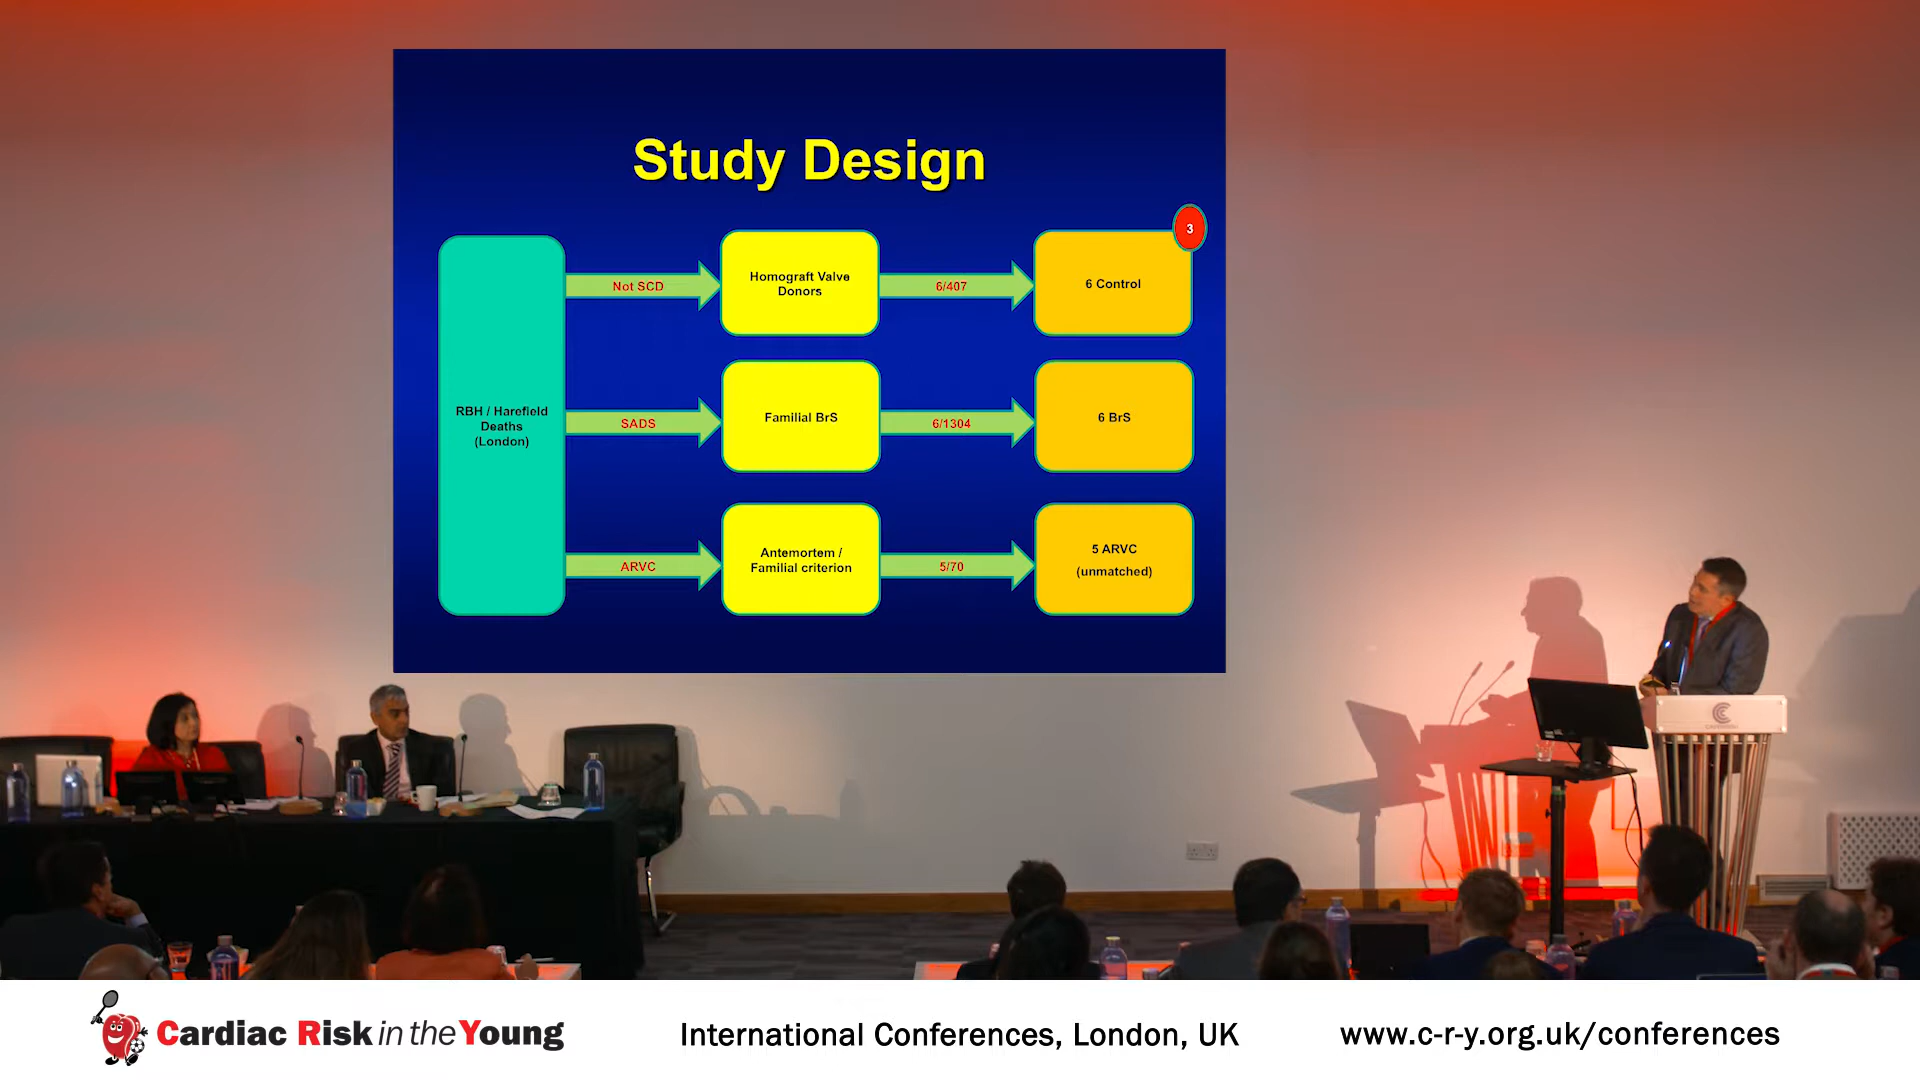 Study Design
3
RBH / Harefield
Deaths
(London)
Not SCD
Homograft Valve
Donors
6/407
6 Control
SADS
Familial BrS
6/1304
6 BrS
ARVC
Antemortem /
Familial criterion
5/70
5 ARVC
(unmatched)
Cardiac Risk in the Young
International Conferences, London, UK
www.c-r-y.org.uk/conferences